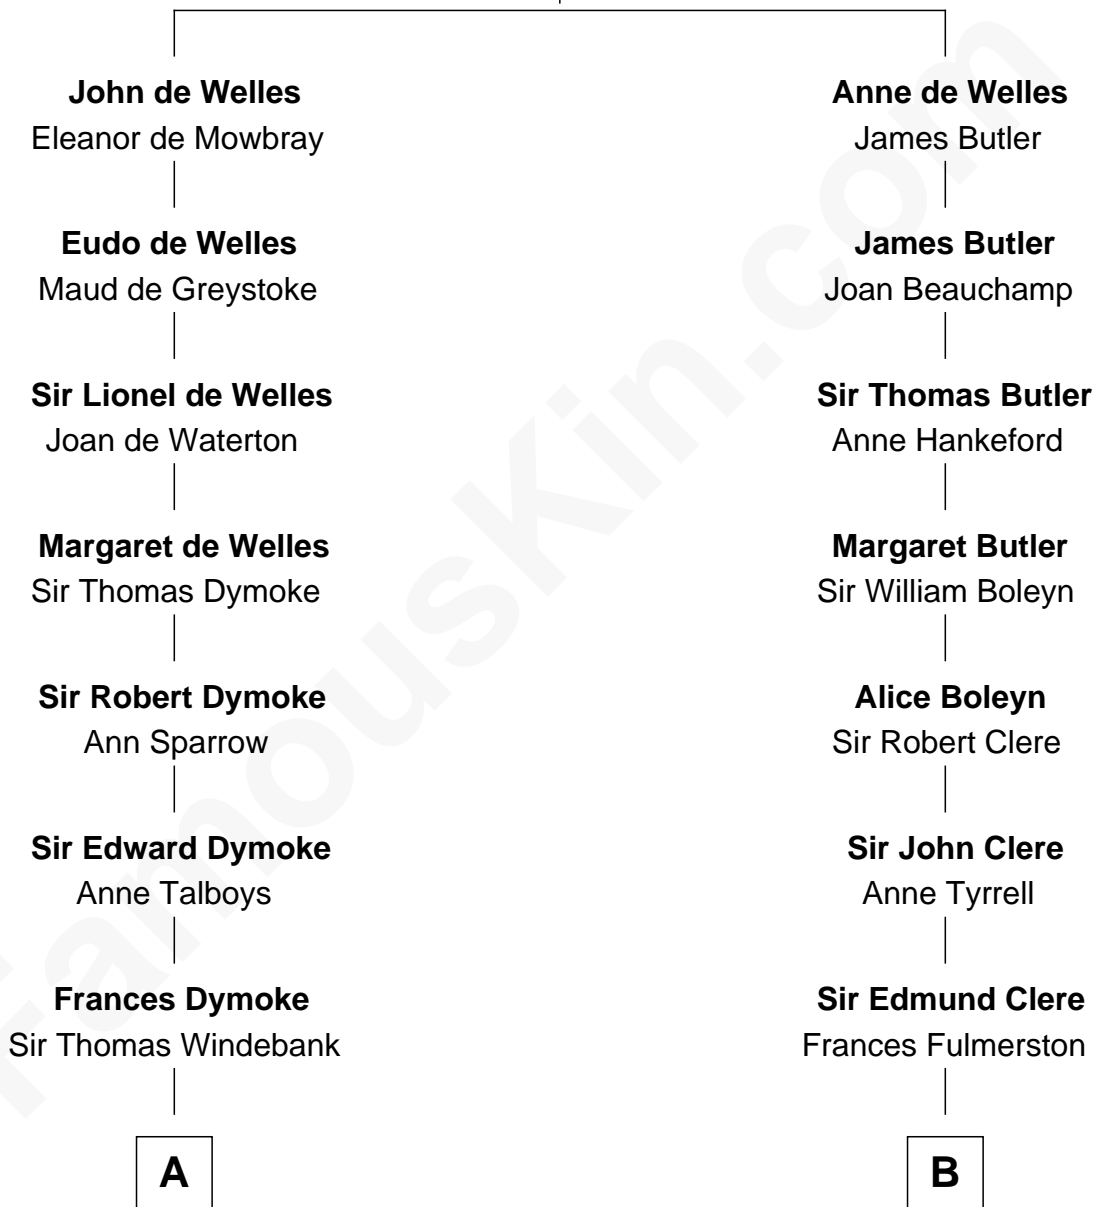 John de Welles
Eleanor de Mowbray
Eudo de Welles
Maud de Greystoke
Sir Lionel de Welles
Joan de Waterton
Margaret de Welles
Sir Thomas Dymoke
Sir Robert Dymoke
Ann Sparrow
Sir Edward Dymoke
Anne Talboys
Frances Dymoke
Sir Thomas Windebank
A
Anne de Welles
James Butler
James Butler
Joan Beauchamp
Sir Thomas Butler
Anne Hankeford
Margaret Butler
Sir William Boleyn
Alice Boleyn
Sir Robert Clere
Sir John Clere
Anne Tyrrell
Sir Edmund Clere
Frances Fulmerston
B
FamousKin.com